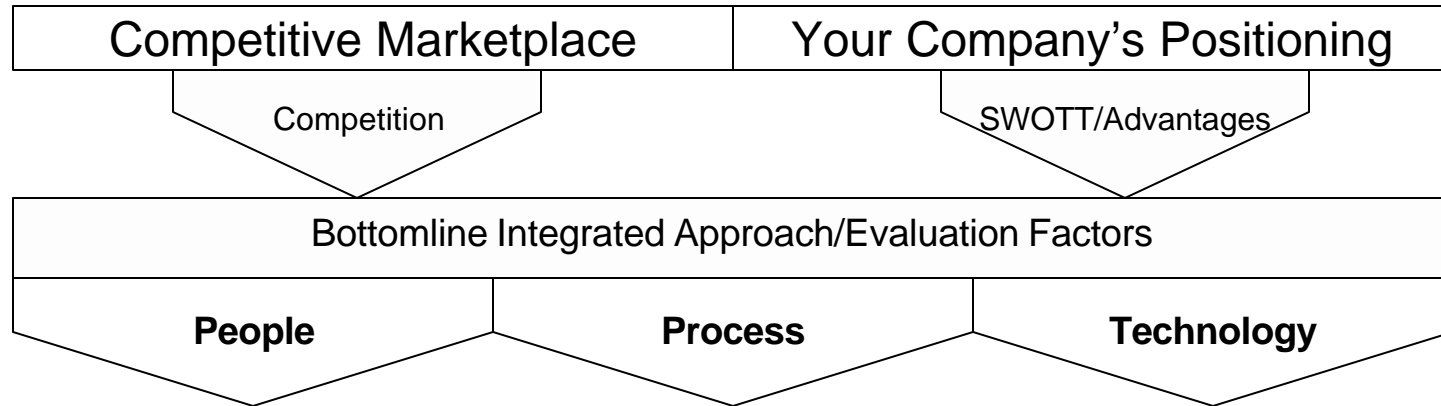 Competitive Marketplace
Your Company's Positioning
Competition
SWOTT/Advantages
Bottomline Integrated Approach/Evaluation Factors
People
Process
Technology